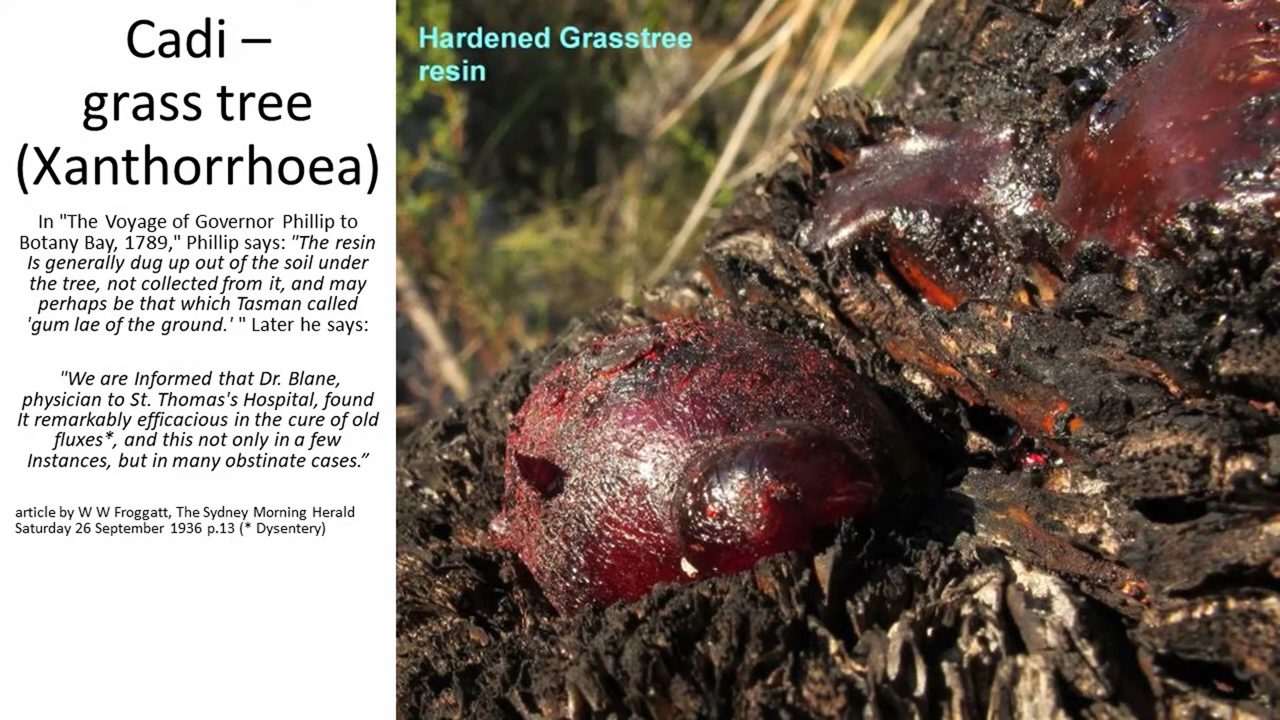 Cadi –
grass tree
(Xanthorrhoea)
In "The Voyage of Governor Phillip to
Botany Bay, 1789," Phillip says: "The resin
Is generally dug up out of the soil under
the tree, not collected from it, and may
perhaps be that which Tasman called
'gum lae of the ground.' " Later he says:
"We are Informed that Dr. Blane,
physician to St. Thomas's Hospital, found
It remarkably efficacious in the cure of old
fluxes*, and this not only in a few
Instances, but in many obstinate cases.”
article by W W Froggatt, The Sydney Morning Herald
Saturday 26 September 1936 p.13 (* Dysentery)
Hardened Grasstree
resin